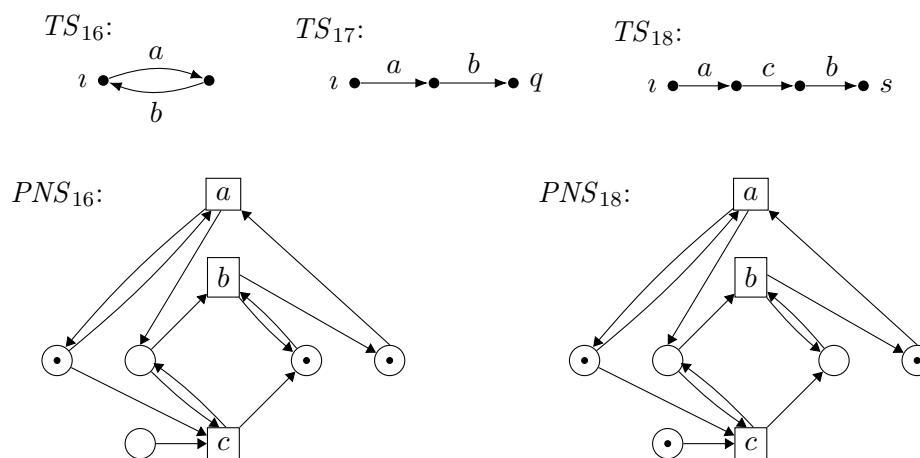 TS₁₆: TS₁₇: TS₁₈:
a
b
ı
ı a b q
ı a c b s
PNS₁₆: PNS₁₈:
a a
b b
c c